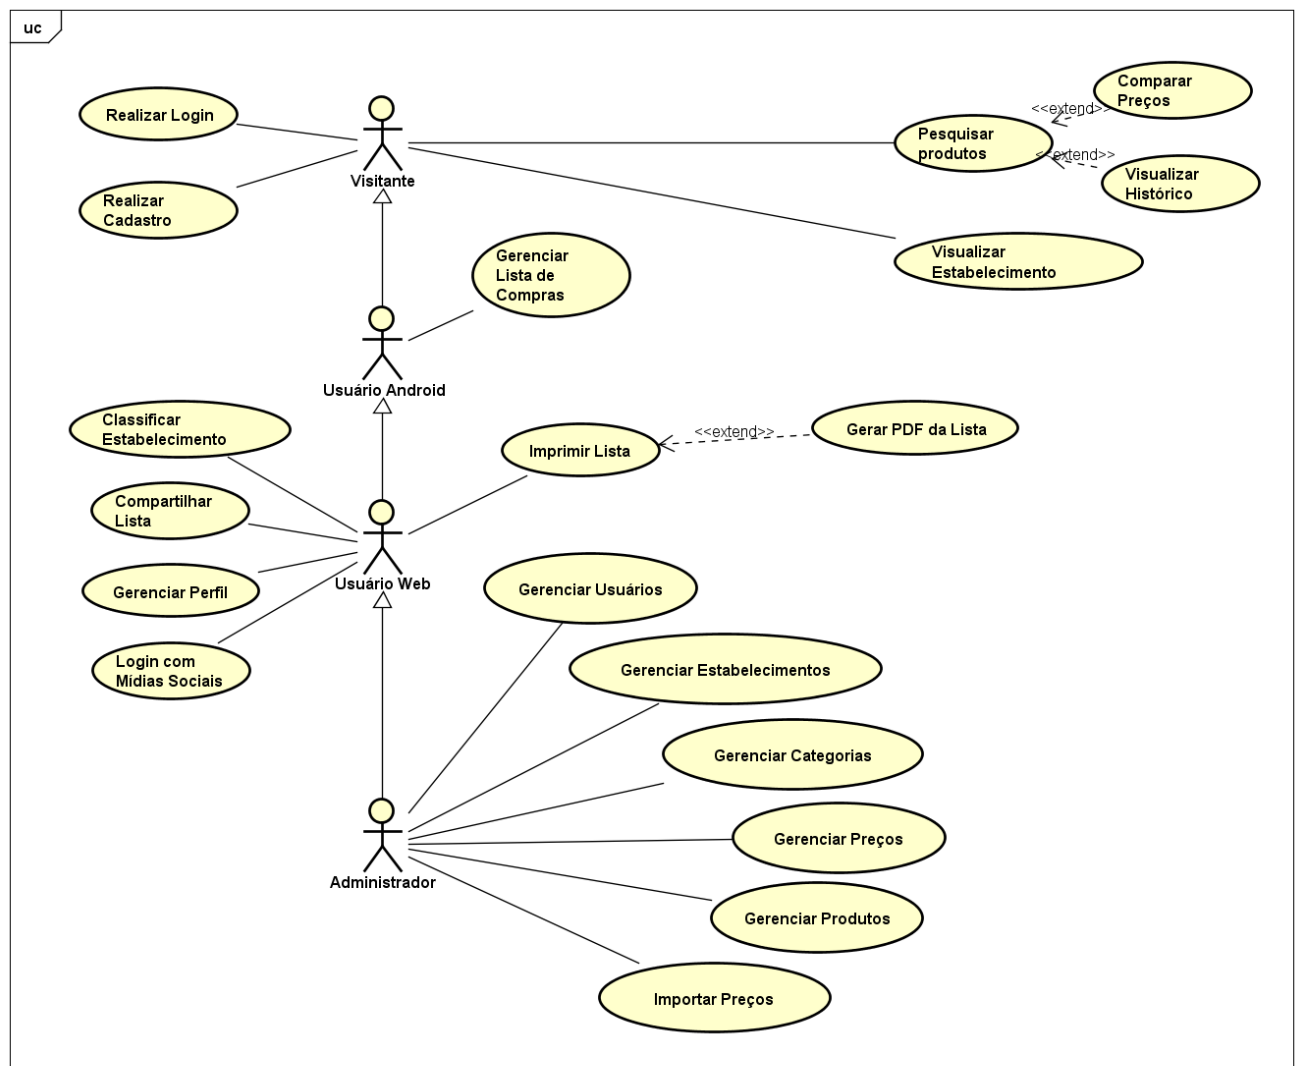 uc
Comparar
Preços
<<extend>>
Realizar Login
Pesquisar
produtos
<<extend>>
Visitante
Visualizar
Histórico
Realizar
Cadastro
Visualizar
Estabelecimento
Gerenciar
Lista de
Compras
Usuário Android
Classificar
Estabelecimento
<<extend>>
Gerar PDF da Lista
Imprimir Lista
Compartilhar
Lista
Usuário Web
Gerenciar Perfil
Gerenciar Usuários
Login com
Mídias Sociais
Gerenciar Estabelecimentos
Gerenciar Categorias
Gerenciar Preços
Administrador
Gerenciar Produtos
Importar Preços